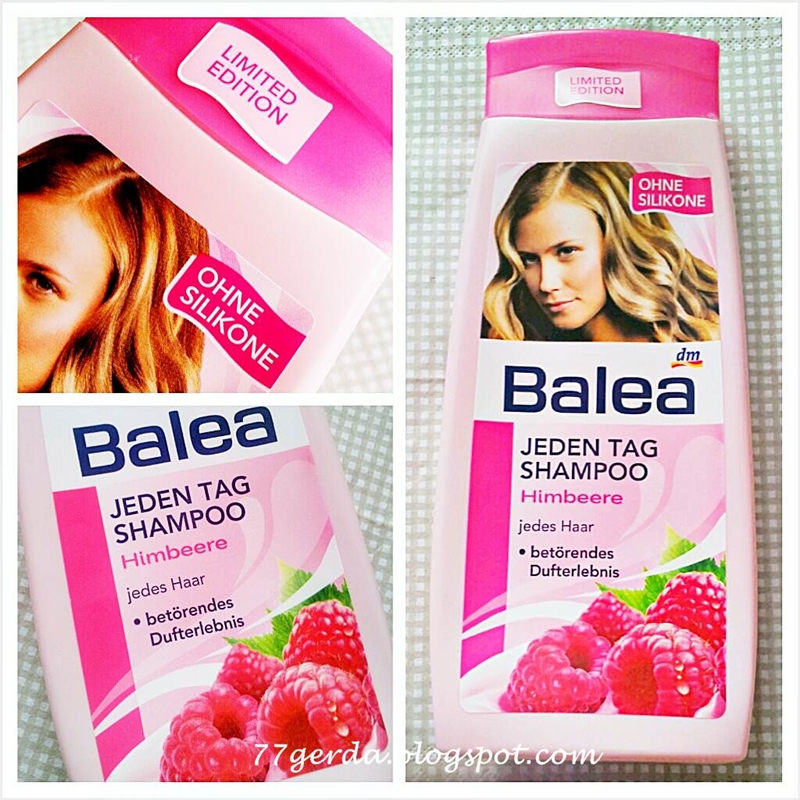 LIMITED
EDITION
OHNE
SILIKONE
Balea
JEDEN TAG
SHAMPOO
Himbeere
jedes Haar
• betörendes
Dufterlebnis
LIMITED
EDITION
OHNE
SILIKONE
dm
Balea
JEDEN TAG
SHAMPOO
Himbeere
jedes Haar
• betörendes
Dufterlebnis
77gerda.blogspot.com